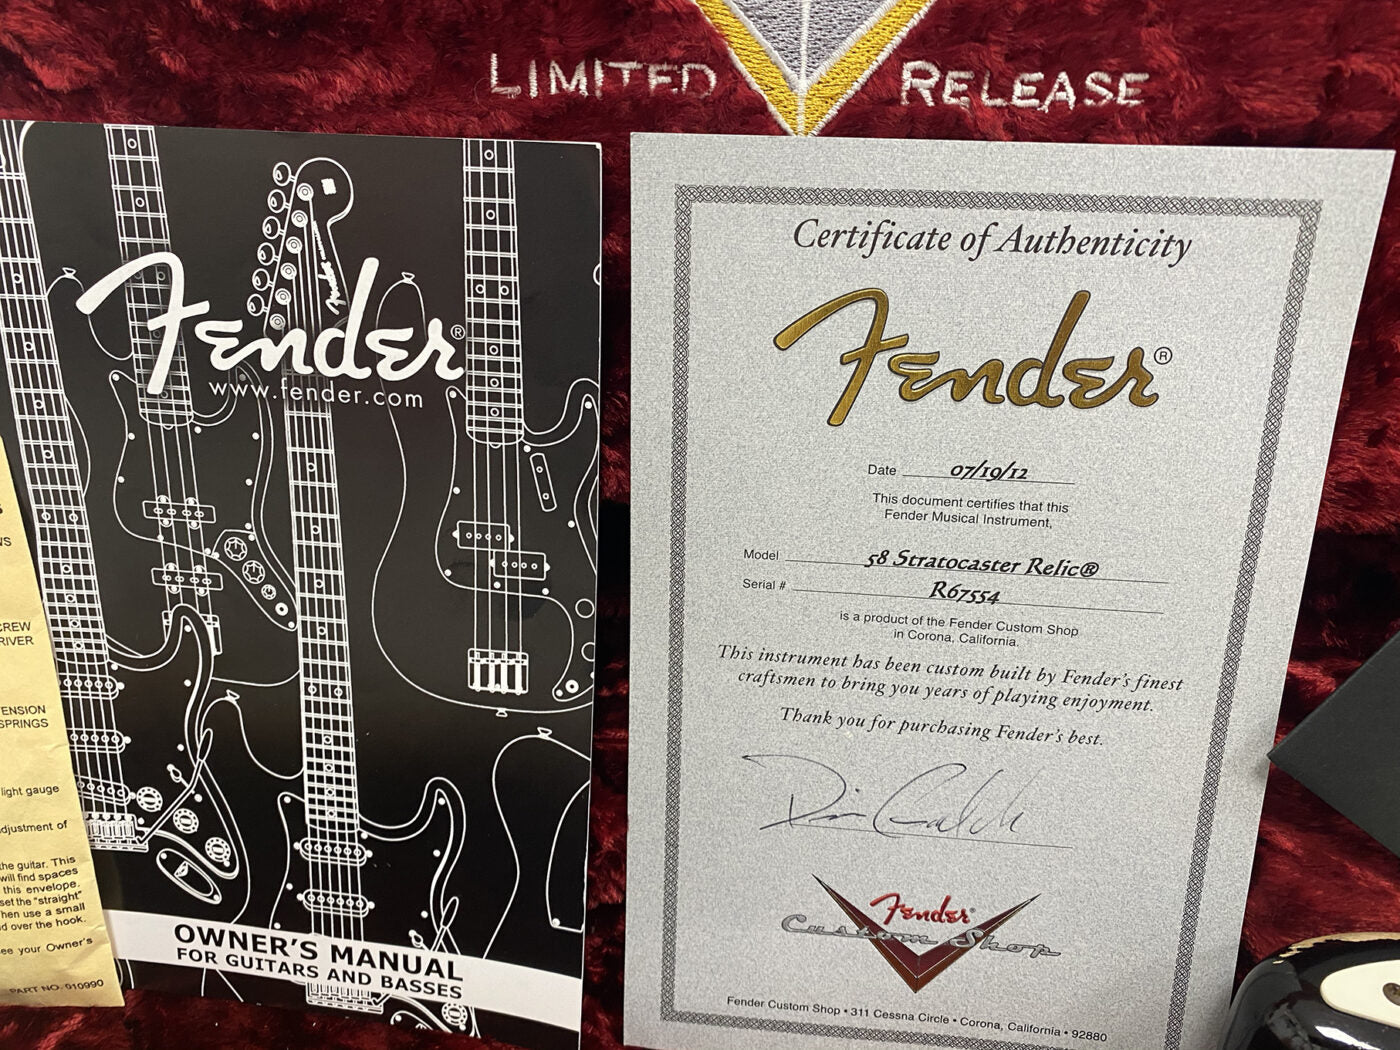 LIMITED RELEASE
Fender®
www.fender.com
Fender
OWNER'S MANUAL
FOR GUITARS AND BASSES
CREW
RIVER
TENSION
SPRINGS
light gauge
djustment of
the guitar. This
will find spaces
this envelope.
set the "straight"
hen use a small
d over the hook.
ee your Owner's
PART NO. 010990
Certificate of Authenticity
Fender®
Date 07/19/12
This document certifies that this
Fender Musical Instrument,
Model 58 Stratocaster Relic®
Serial # R67554
is a product of the Fender Custom Shop
in Corona, California.
This instrument has been custom built by Fender's finest
craftsmen to bring you years of playing enjoyment.
Thank you for purchasing Fender's best.
Fender®
Custom Shop
Fender Custom Shop • 311 Cessna Circle • Corona, California • 92880